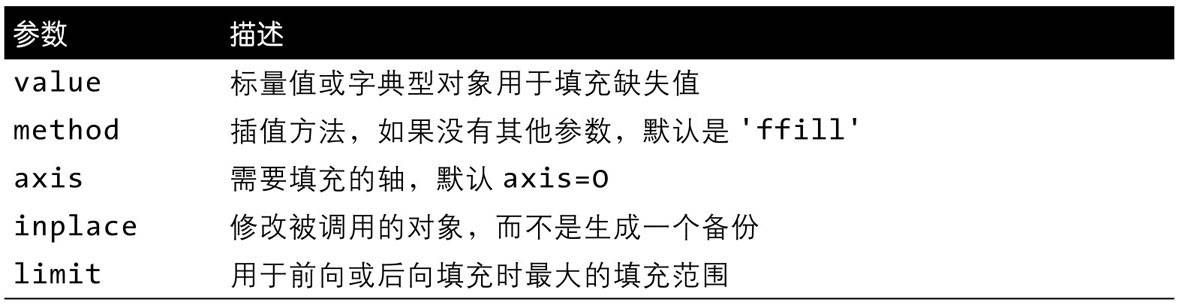 参数 描述
value 标量值或字典型对象用于填充缺失值
method 插值方法，如果没有其他参数，默认是 'ffill'
axis 需要填充的轴，默认 axis=0
inplace 修改被调用的对象，而不是生成一个备份
limit 用于前向或后向填充时最大的填充范围